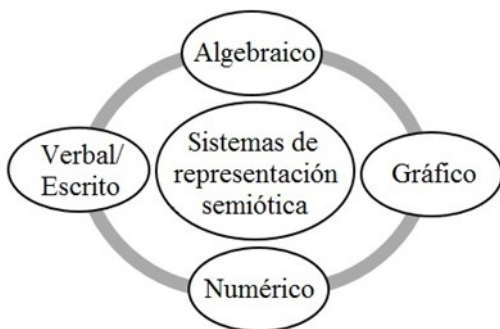 Algebraico
Verbal/
Escrito
Sistemas de
representación
semiótica
Gráfico
Numérico